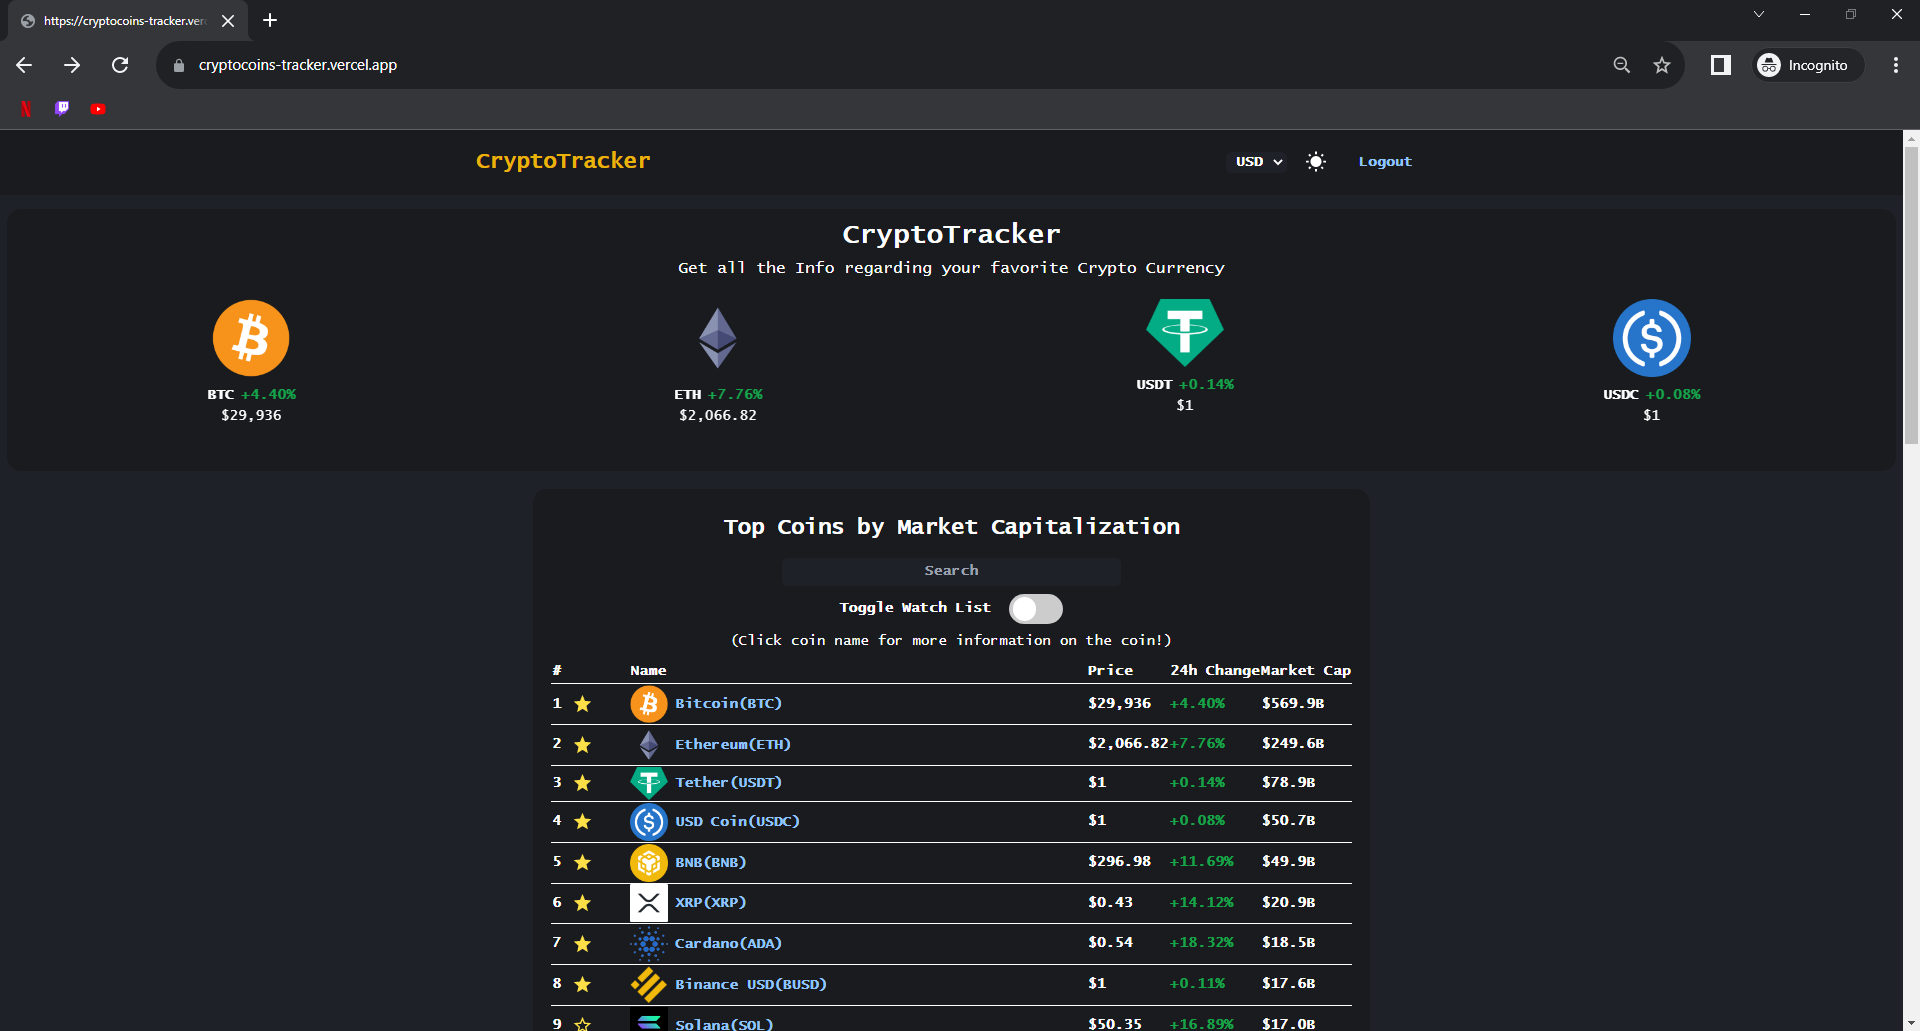 https://cryptocoins-tracker.ver
cryptocoins-tracker.vercel.app
Incognito
CryptoTracker
USD
Logout
CryptoTracker
Get all the Info regarding your favorite Crypto Currency
BTC +4.40%
$29,936
ETH +7.76%
$2,066.82
USDT +0.14%
$1
USDC +0.08%
$1
Top Coins by Market Capitalization
Search
Toggle Watch List
(Click coin name for more information on the coin!)
# Name Price 24h Change Market Cap
1 Bitcoin(BTC) $29,936 +4.40% $569.9B
2 Ethereum(ETH) $2,066.82 +7.76% $249.6B
3 Tether(USDT) $1 +0.14% $78.9B
4 USD Coin(USDC) $1 +0.08% $50.7B
5 BNB(BNB) $296.98 +11.69% $49.9B
6 XRP(XRP) $0.43 +14.12% $20.9B
7 Cardano(ADA) $0.54 +18.32% $18.5B
8 Binance USD(BUSD) $1 +0.11% $17.6B
9 Solana(SOL) $50.35 +16.89% $17.0B